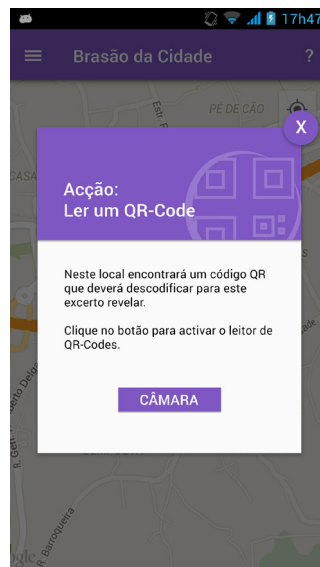 17h47
Brasão da Cidade
?
Estr.
PÉ DE CÃO
X
CASA
Acção:
Ler um QR-Code
Neste local encontrará um código QR
que deverá descodificar para este
excerto revelar.
Clique no botão para activar o leitor de
QR-Codes.
CÂMARA
R. Gen.
berto Delga
R. Barroqueira